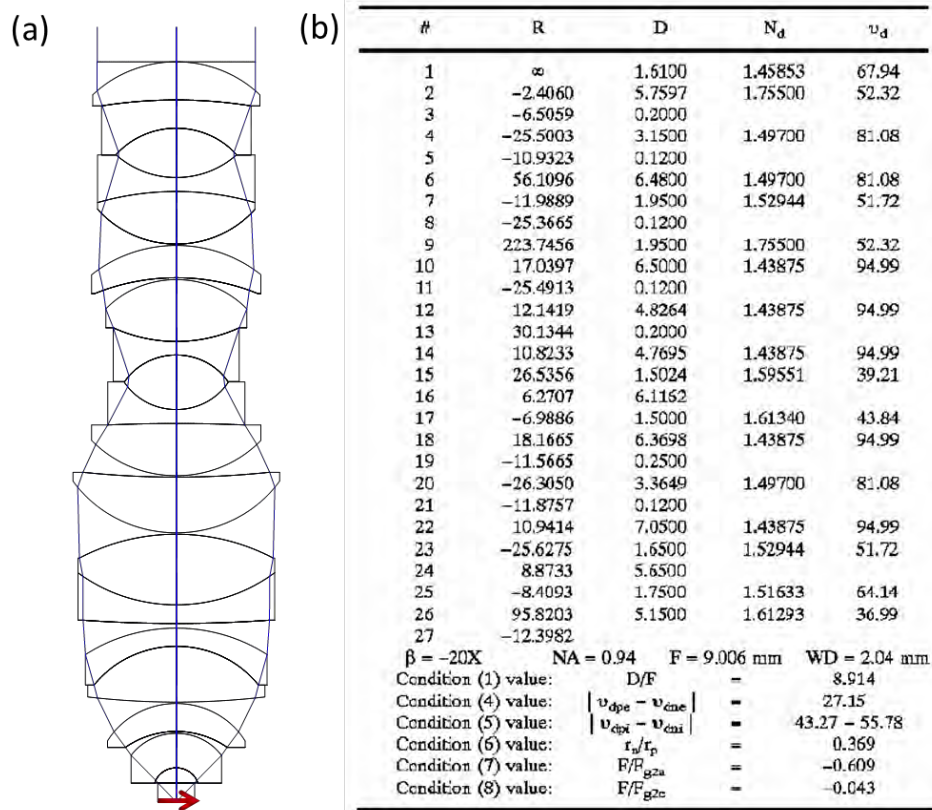 (a)
(b)
# R D N_d υ_d
1 ∞ 1.6100 1.45853 67.94
2 −2.4060 5.7597 1.75500 52.32
3 −6.5059 0.2000
4 −25.5003 3.1500 1.49700 81.08
5 −10.9323 0.1200
6 56.1096 6.4800 1.49700 81.08
7 −11.9889 1.9500 1.52944 51.72
8 −25.3665 0.1200
9 223.7456 1.9500 1.75500 52.32
10 17.0397 6.5000 1.43875 94.99
11 −25.4913 0.1200
12 12.1419 4.8264 1.43875 94.99
13 30.1344 0.2000
14 10.8233 4.7695 1.43875 94.99
15 26.5356 1.5024 1.59551 39.21
16 6.2707 6.1162
17 −6.9886 1.5000 1.61340 43.84
18 18.1665 6.3698 1.43875 94.99
19 −11.5665 0.2500
20 −26.3050 3.3649 1.49700 81.08
21 −11.8757 0.1200
22 10.9414 7.0500 1.43875 94.99
23 −25.6275 1.6500 1.52944 51.72
24 8.8733 5.6500
25 −8.4093 1.7500 1.51633 64.14
26 95.8203 5.1500 1.61293 36.99
27 −12.3982
β = −20X NA = 0.94 F = 9.006 mm WD = 2.04 mm
Condition (1) value: D/F = 8.914
Condition (4) value: | υ_dpe − υ_dne | = 27.15
Condition (5) value: | υ_dpi − υ_dni | = 43.27 – 55.78
Condition (6) value: r_n/r_p = 0.369
Condition (7) value: F/F_g2a = −0.609
Condition (8) value: F/F_g2c = −0.043